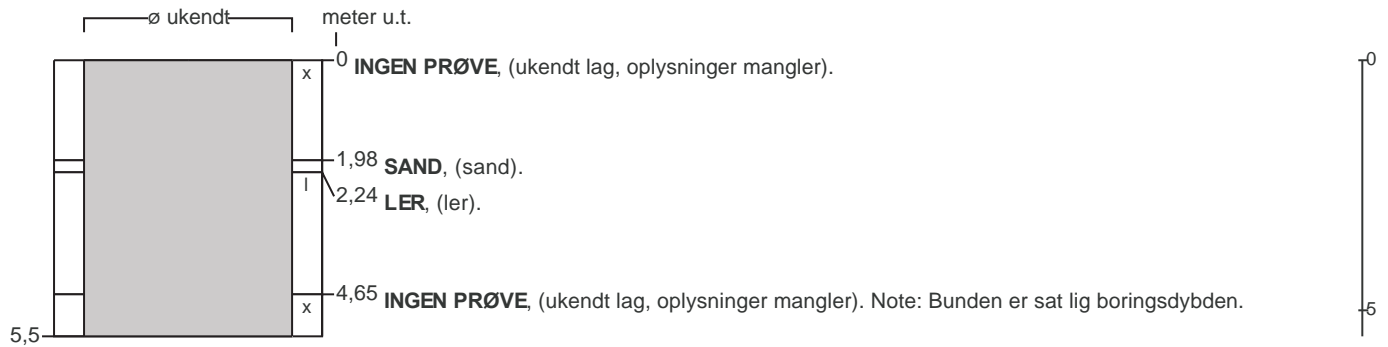 ø ukendt meter u.t.
0 INGEN PRØVE, (ukendt lag, oplysninger mangler). 0
x
1,98 SAND, (sand).
l
2,24 LER, (ler).
4,65 INGEN PRØVE, (ukendt lag, oplysninger mangler). Note: Bunden er sat lig boringsdybden.
x 5
5,5